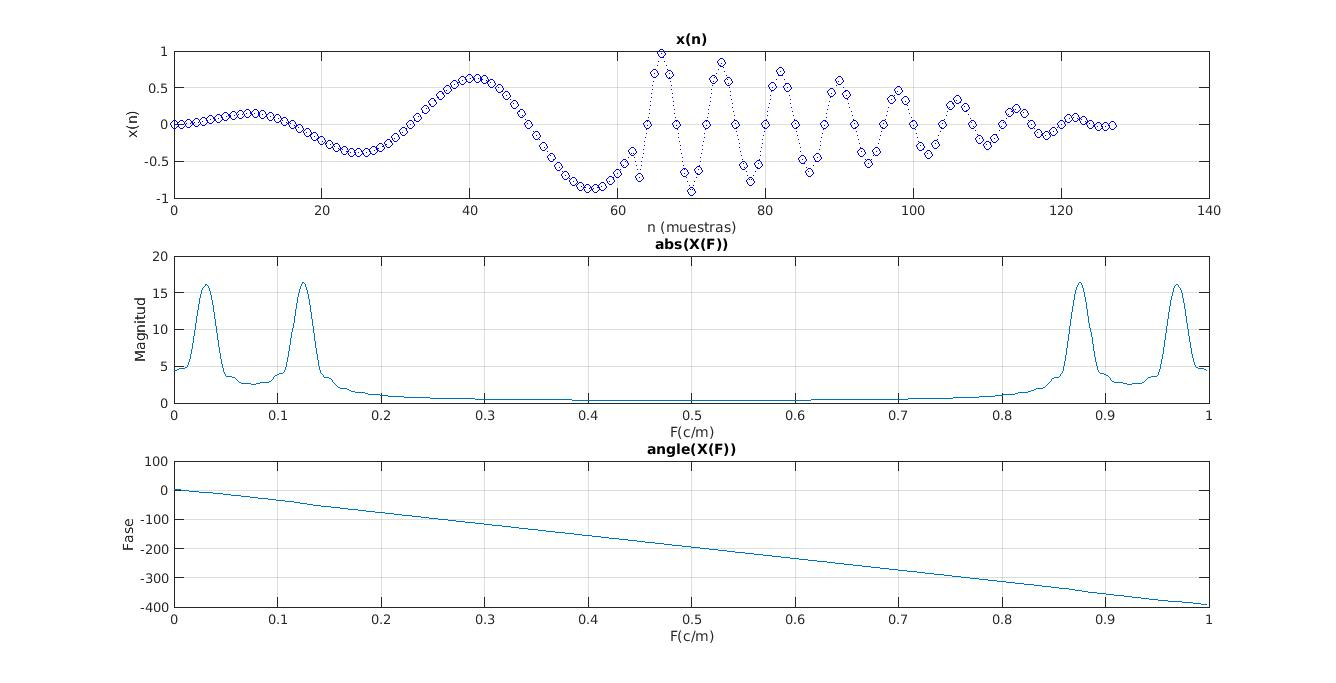 x(n)
1
0.5
0
-0.5
-1
x(n)
0 20 40 60 80 100 120 140
n (muestras)
abs(X(F))
20
15
10
5
0
Magnitud
0 0.1 0.2 0.3 0.4 0.5 0.6 0.7 0.8 0.9 1
F(c/m)
angle(X(F))
100
0
-100
-200
-300
-400
Fase
0 0.1 0.2 0.3 0.4 0.5 0.6 0.7 0.8 0.9 1
F(c/m)